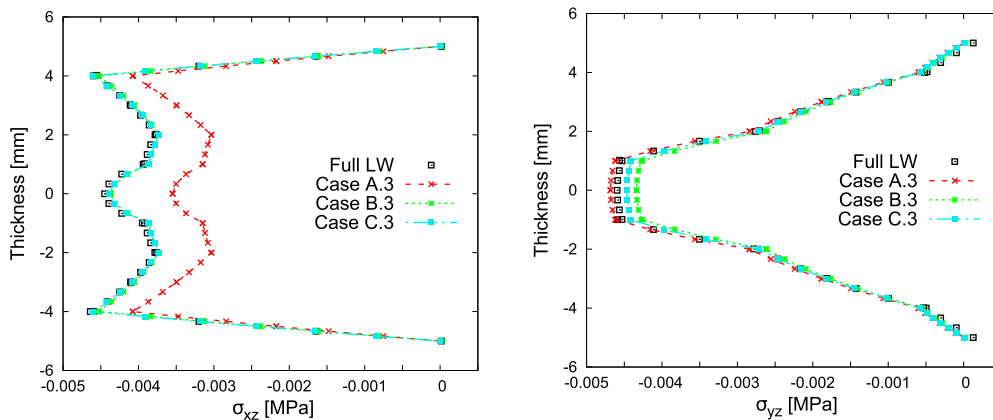 6
4
2
0
-2
-4
-6
Thickness [mm]
-0.005
-0.004
-0.003
-0.002
-0.001
0
σxz [MPa]
Full LW
Case A.3
Case B.3
Case C.3
6
4
2
0
-2
-4
-6
Thickness [mm]
-0.005
-0.004
-0.003
-0.002
-0.001
0
σyz [MPa]
Full LW
Case A.3
Case B.3
Case C.3